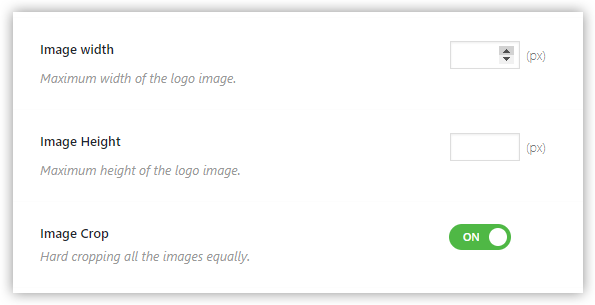 Image width
(px)
Maximum width of the logo image.
Image Height
(px)
Maximum height of the logo image.
Image Crop
ON
Hard cropping all the images equally.